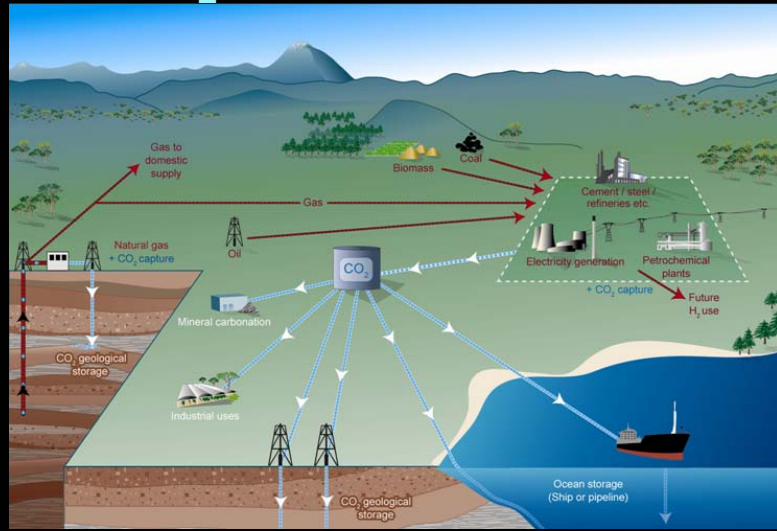 Gas to
domestic
supply
Coal
Biomass
Cement / steel /
refineries etc.
Gas
Natural gas
+ CO₂ capture
Oil
Electricity generation
Petrochemical
plants
CO₂
+ CO₂ capture
Future
H₂ use
Mineral carbonation
CO₂ geological
storage
Industrial uses
Ocean storage
(Ship or pipeline)
CO₂ geological
storage